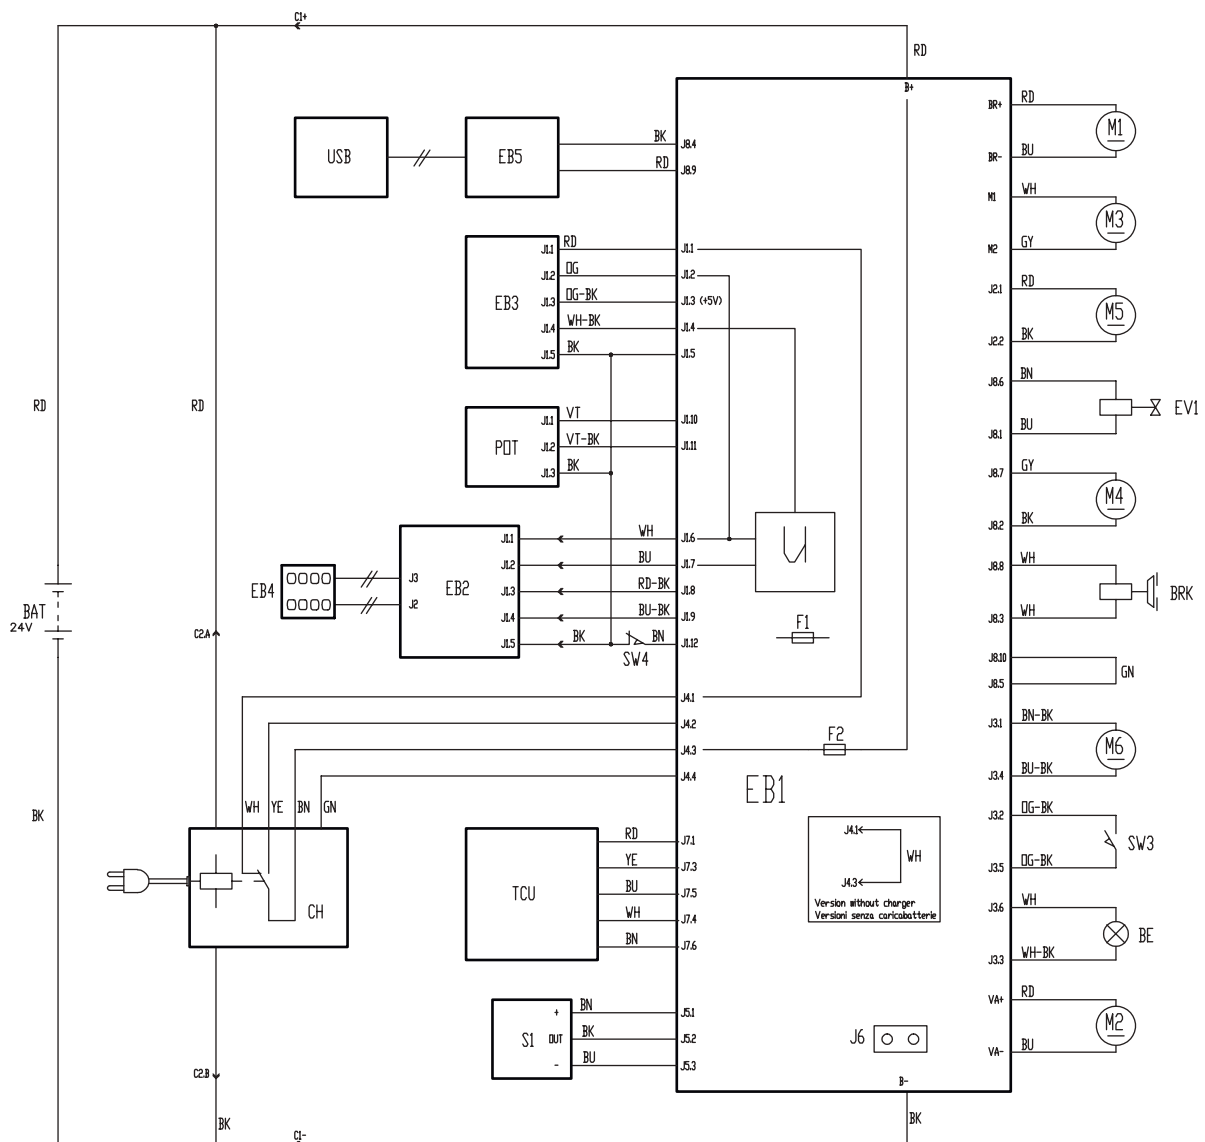 C1+
RD
B+
BR+ RD
M1
BR- BU
USB
EB5
BK J8.4
RD J8.9
M1 WH
M3
M2 GY
EB3
J1.1 RD J1.1
J1.2 OG J1.2
J1.3 OG-BK J1.3 (+5V)
J1.4 WH-BK J1.4
J1.5 BK J1.5
J2.1 RD
M5
J2.2 BK
J8.6 BN
EV1
J8.1 BU
RD
RD
POT
J1.1 VT J1.10
J1.2 VT-BK J1.11
J1.3 BK
J8.7 GY
M4
J8.2 BK
EB4
J3
J2
EB2
J1.1 WH J1.6
J1.2 BU J1.7
J1.3 RD-BK J1.8
J1.4 BU-BK J1.9
J1.5 BK BN J1.12
SW4
F1
J8.8 WH
BRK
J8.3 WH
BAT
24V
C2.A
J8.10
GN
J8.5
J4.1
J4.2
J4.3
J4.4
F2
EB1
J3.1 BN-BK
M6
J3.4 BU-BK
BK
WH YE BN GN
CH
J3.2 OG-BK
SW3
J3.5 OG-BK
TCU
RD J7.1
YE J7.3
BU J7.5
WH J7.4
BN J7.6
J4.1
WH
J4.3
Version without charger
Versioni senza caricabatterie
J3.6 WH
BE
J3.3 WH-BK
S1
+ BN J5.1
OUT BK J5.2
- BU J5.3
J6
VA+ RD
M2
VA- BU
C2.B
B-
BK
BK
C1-